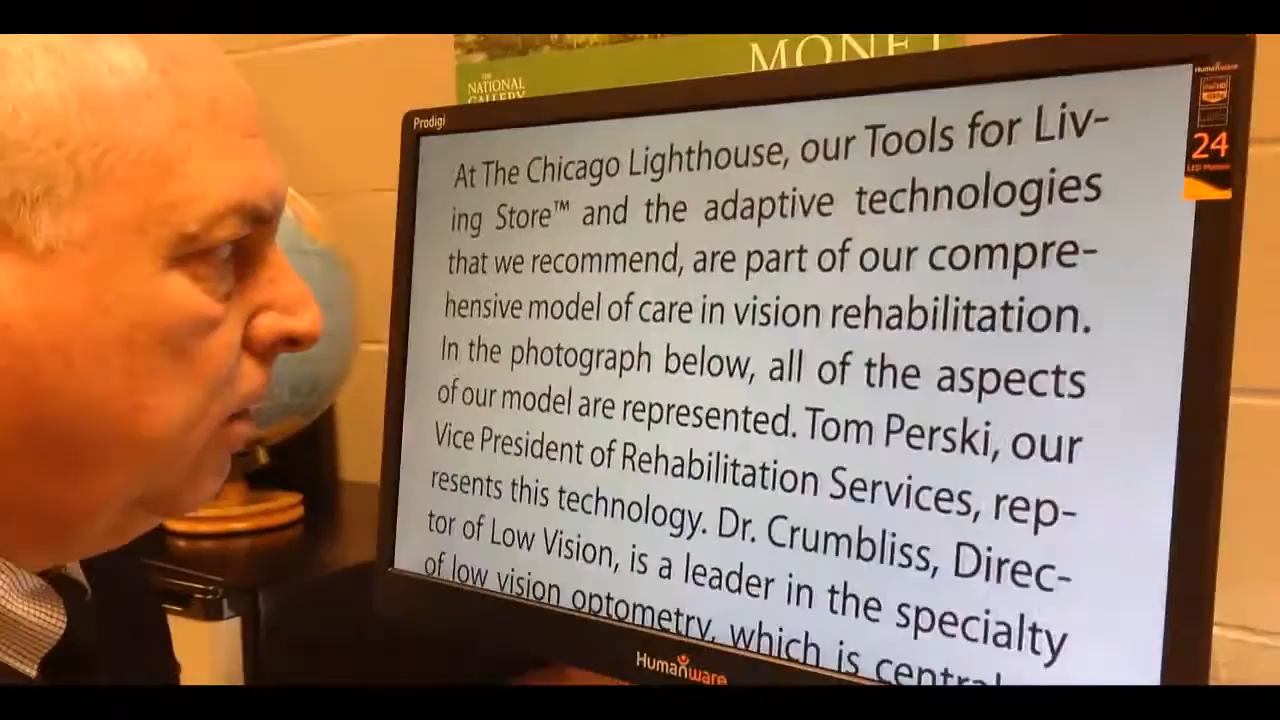 MONET
THE
NATIONAL
GALLERY
Prodigi
HumanWare
24
LED Monitor
At The Chicago Lighthouse, our Tools for Liv-
ing Store™ and the adaptive technologies
that we recommend, are part of our compre-
hensive model of care in vision rehabilitation.
In the photograph below, all of the aspects
of our model are represented. Tom Perski, our
Vice President of Rehabilitation Services, rep-
resents this technology. Dr. Crumbliss, Direc-
tor of Low Vision, is a leader in the specialty
of low vision optometry, which is central
HumanWare